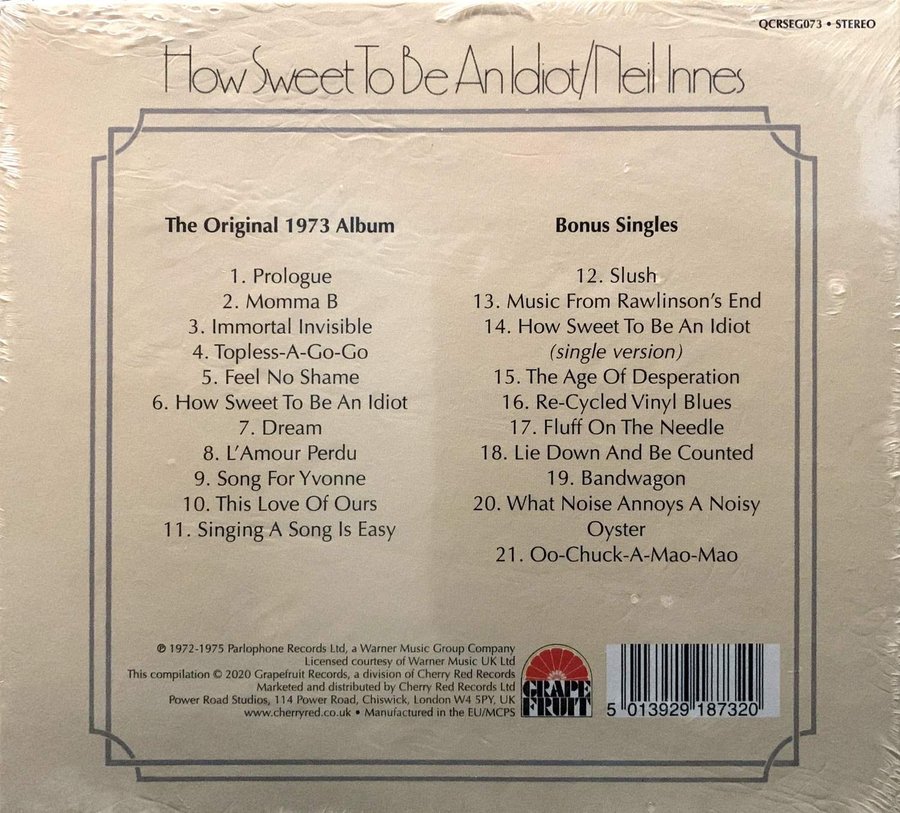 QCRSEG073 • STEREO
How Sweet To Be An Idiot/Neil Innes
The Original 1973 Album
1. Prologue
2. Momma B
3. Immortal Invisible
4. Topless-A-Go-Go
5. Feel No Shame
6. How Sweet To Be An Idiot
7. Dream
8. L’Amour Perdu
9. Song For Yvonne
10. This Love Of Ours
11. Singing A Song Is Easy
Bonus Singles
12. Slush
13. Music From Rawlinson’s End
14. How Sweet To Be An Idiot
(single version)
15. The Age Of Desperation
16. Re-Cycled Vinyl Blues
17. Fluff On The Needle
18. Lie Down And Be Counted
19. Bandwagon
20. What Noise Annoys A Noisy
Oyster
21. Oo-Chuck-A-Mao-Mao
℗ 1972-1975 Parlophone Records Ltd, a Warner Music Group Company
Licensed courtesy of Warner Music UK Ltd
This compilation © 2020 Grapefruit Records, a division of Cherry Red Records
Marketed and distributed by Cherry Red Records Ltd
Power Road Studios, 114 Power Road, Chiswick, London W4 5PY, UK
www.cherryred.co.uk • Manufactured in the EU/MCPS
GRAPE
FRUIT
5 013929 187320